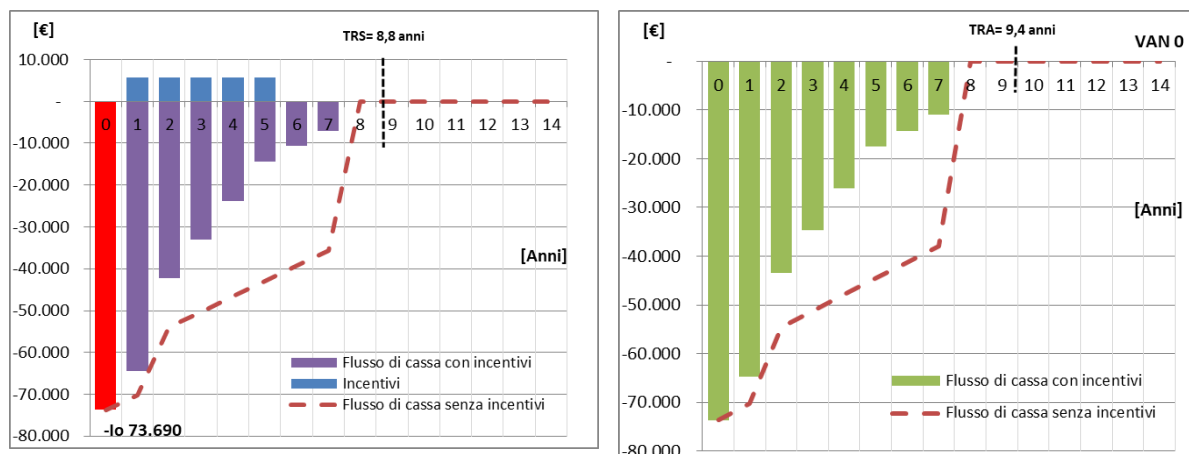 [€]
TRS= 8,8 anni
10.000
-
0 1 2 3 4 5 6 7 8 9 10 11 12 13 14
-10.000
-20.000
-30.000
[Anni]
-40.000
-50.000
-60.000
Flusso di cassa con incentivi
-70.000
Incentivi
Flusso di cassa senza incentivi
-Io 73.690
-80.000
[€]
TRA= 9,4 anni
VAN 0
-
0 1 2 3 4 5 6 7 8 9 10 11 12 13 14
-10.000
-20.000
-30.000
[Anni]
-40.000
-50.000
-60.000
Flusso di cassa con incentivi
-70.000
Flusso di cassa senza incentivi
-80.000